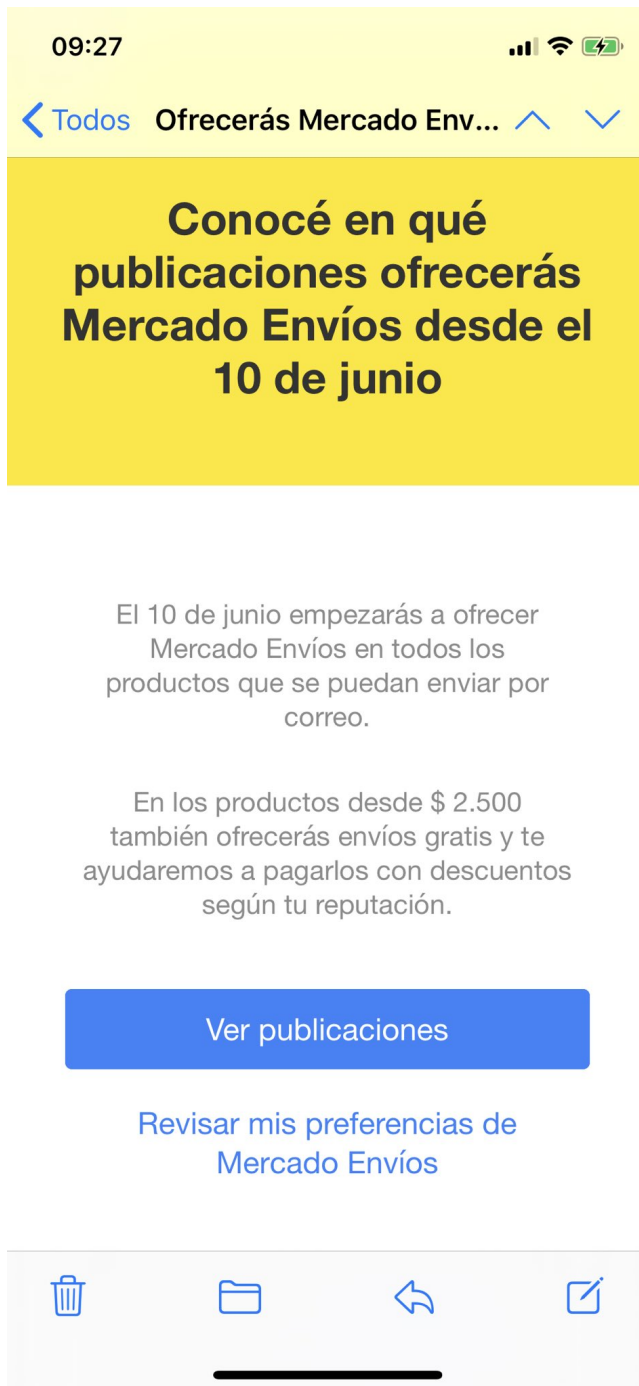 09:27
Todos Ofrecerás Mercado Env...
Conocé en qué
publicaciones ofrecerás
Mercado Envíos desde el
10 de junio
El 10 de junio empezarás a ofrecer
Mercado Envíos en todos los
productos que se puedan enviar por
correo.
En los productos desde $ 2.500
también ofrecerás envíos gratis y te
ayudaremos a pagarlos con descuentos
según tu reputación.
Ver publicaciones
Revisar mis preferencias de
Mercado Envíos